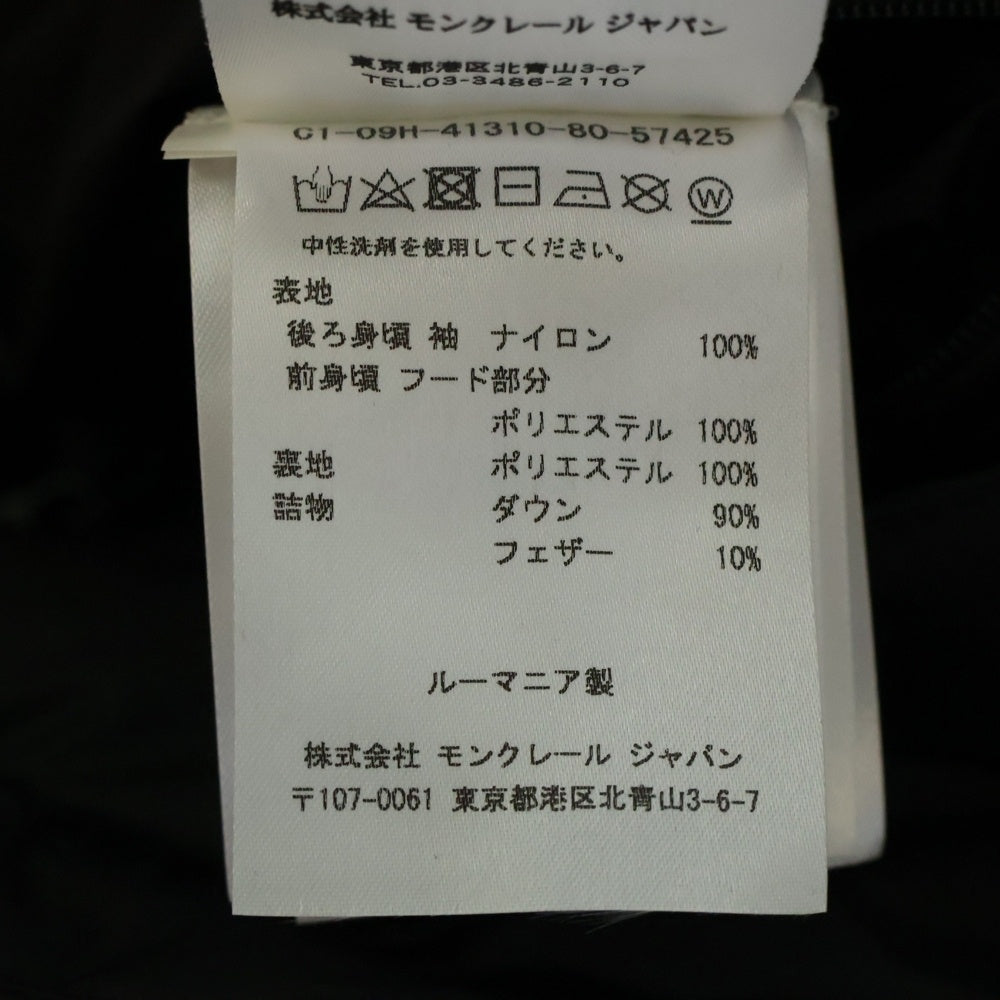 株式会社 モンクレール ジャパン
東京都港区北青山3-6-7
TEL.03-3486-2110
C1-09H-41310-80-57425
W
中性洗剤を使用してください。
表地
後ろ身頃 袖 ナイロン 100%
前身頃 フード部分
ポリエステル 100%
裏地 ポリエステル 100%
詰物 ダウン 90%
フェザー 10%
ルーマニア製
株式会社 モンクレール ジャパン
〒107-0061 東京都港区北青山3-6-7